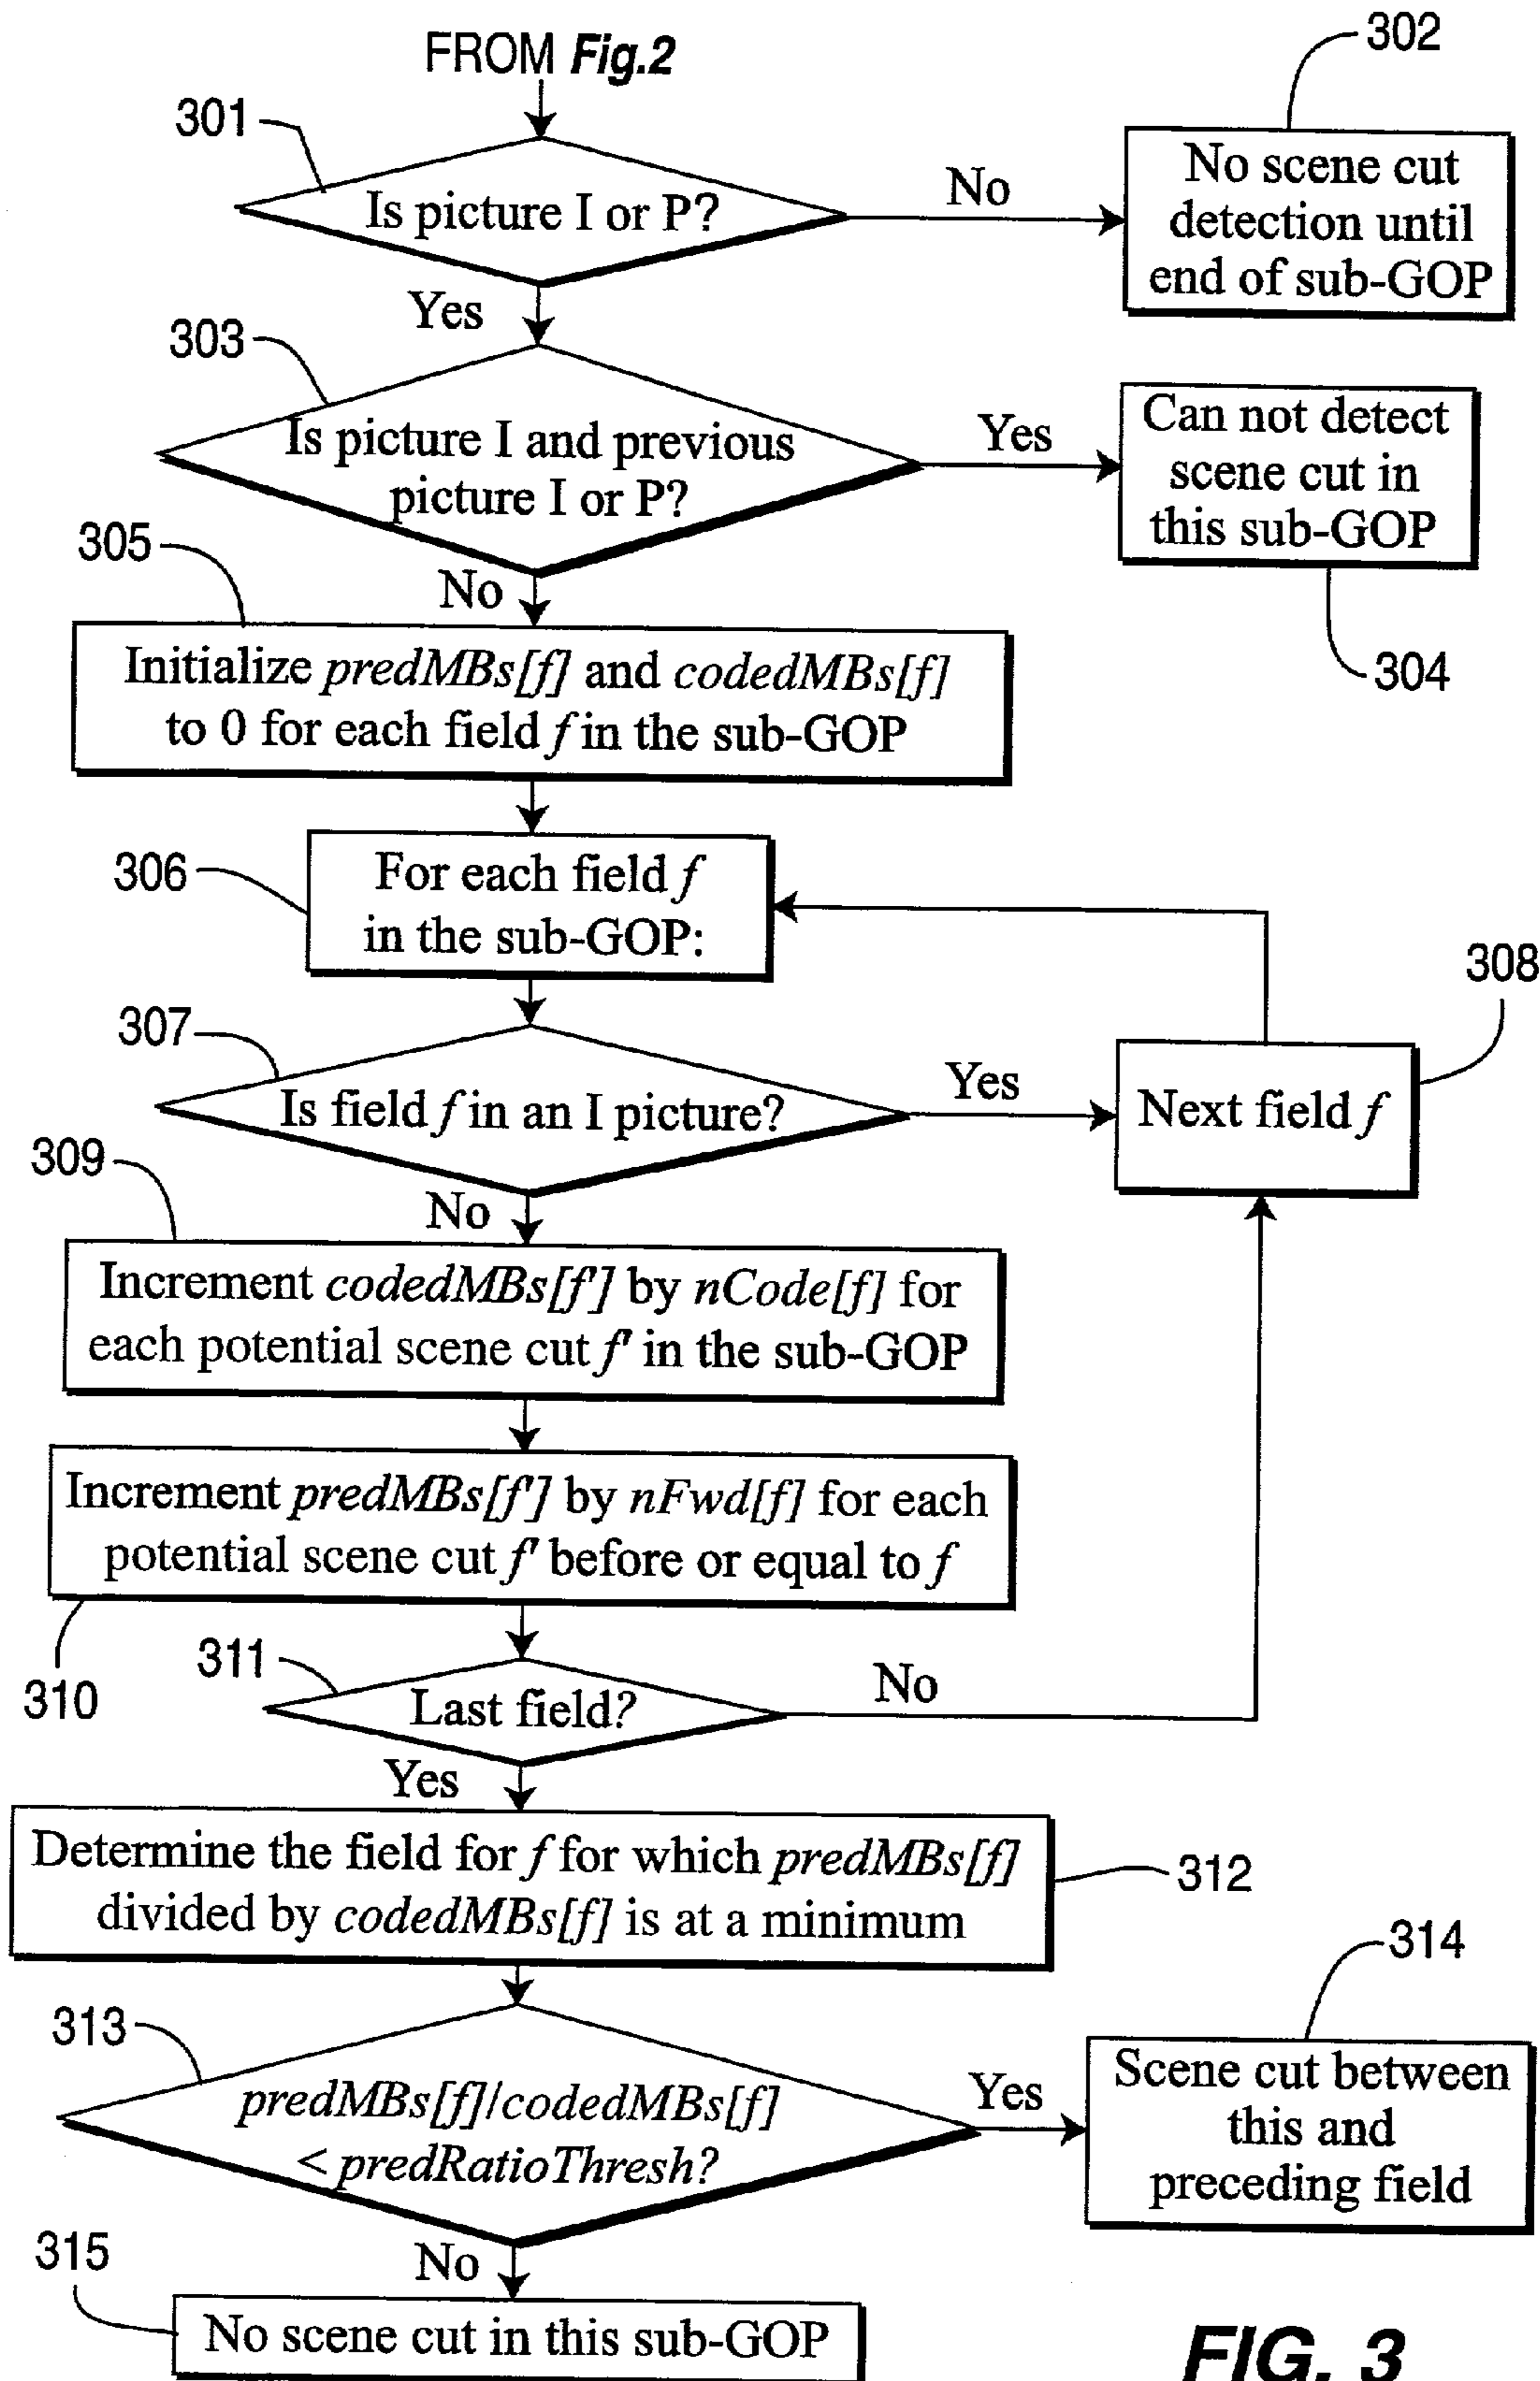 FROM Fig.2
301
Is picture I or P?
No
302
No scene cut
detection until
end of sub-GOP
Yes
303
Is picture I and previous
picture I or P?
Yes
Can not detect
scene cut in
this sub-GOP
304
No
305
Initialize predMBs[f] and codedMBs[f]
to 0 for each field f in the sub-GOP
306
For each field f
in the sub-GOP:
307
Is field f in an I picture?
Yes
308
Next field f
No
309
Increment codedMBs[f'] by nCode[f] for
each potential scene cut f' in the sub-GOP
Increment predMBs[f'] by nFwd[f] for each
potential scene cut f' before or equal to f
310
311
Last field?
No
Yes
Determine the field for f for which predMBs[f]
divided by codedMBs[f] is at a minimum
312
313
predMBs[f]/codedMBs[f]
< predRatioThresh?
Yes
314
Scene cut between
this and
preceding field
No
315
No scene cut in this sub-GOP
FIG. 3